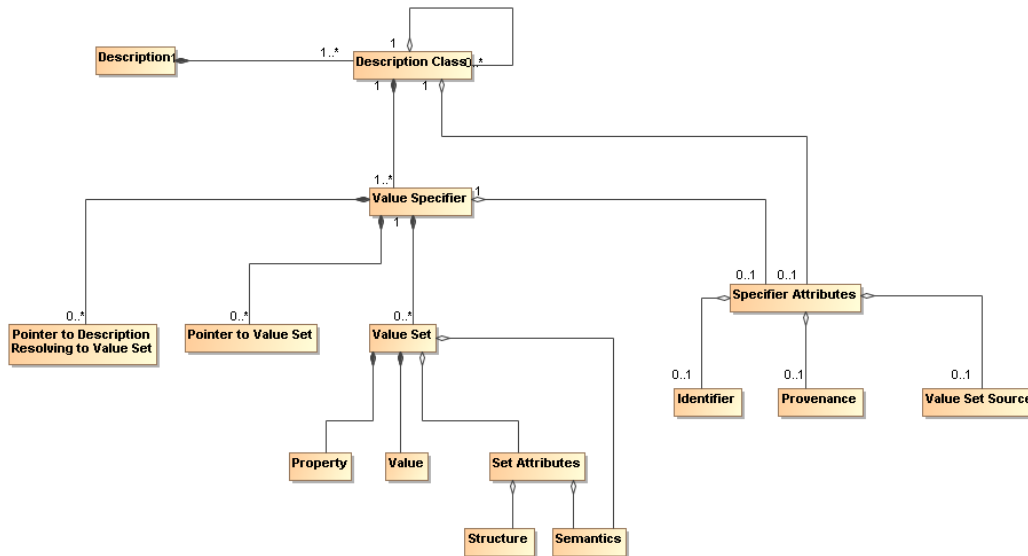 1
1..*
Description
1
Description Class
0..*
1
1
1..*
Value Specifier
1
1
0..1
0..1
Specifier Attributes
0..*
0..*
0..*
Pointer to Description
Resolving to Value Set
Pointer to Value Set
Value Set
0..1
0..1
0..1
Identifier
Provenance
Value Set Source
Property
Value
Set Attributes
Structure
Semantics